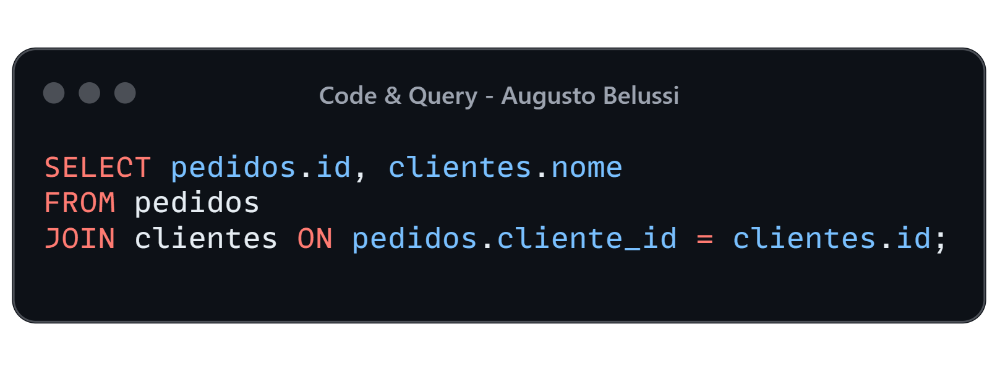 Code & Query - Augusto Belussi
SELECT pedidos.id, clientes.nome
FROM pedidos
JOIN clientes ON pedidos.cliente_id = clientes.id;